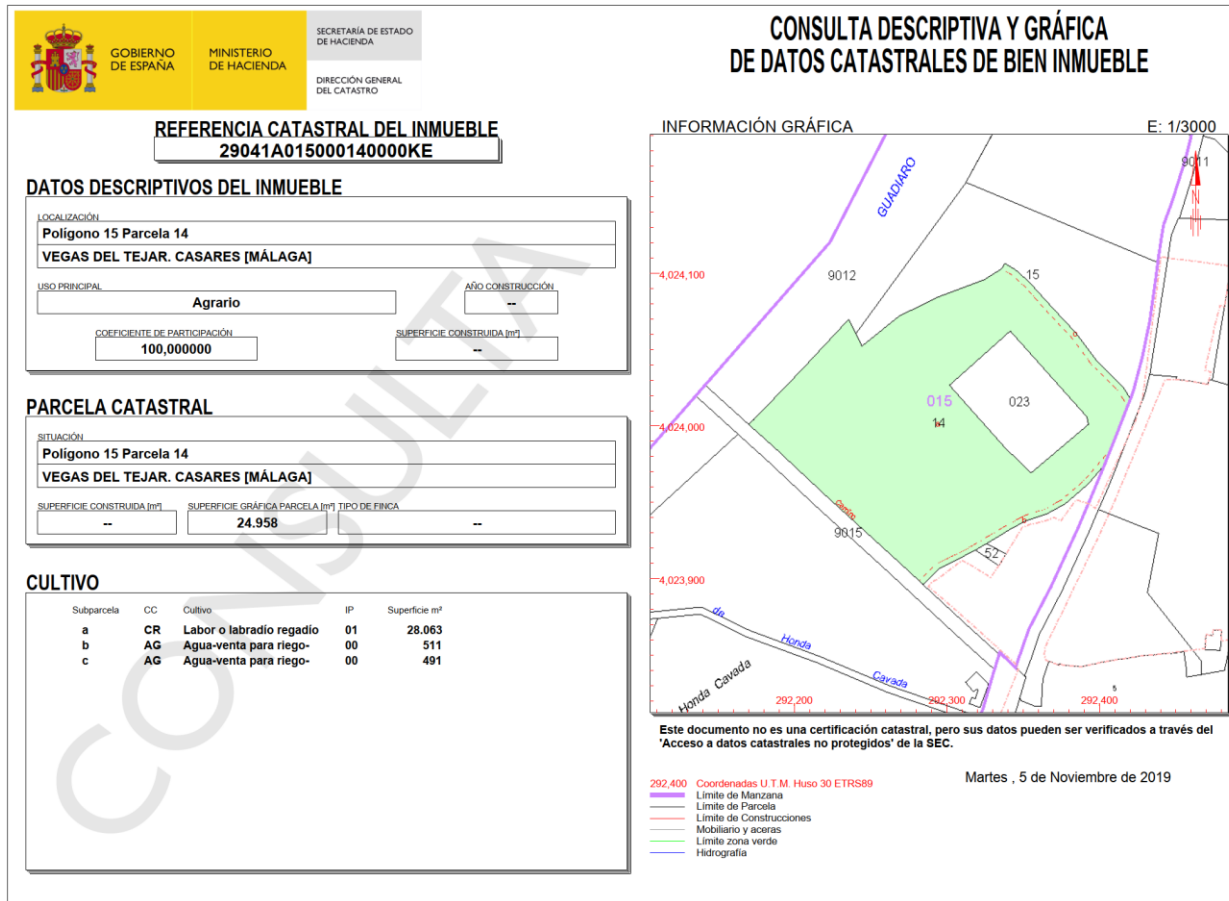 GOBIERNO
DE ESPAÑA
MINISTERIO
DE HACIENDA
SECRETARÍA DE ESTADO
DE HACIENDA
DIRECCIÓN GENERAL
DEL CATASTRO
CONSULTA DESCRIPTIVA Y GRÁFICA
DE DATOS CATASTRALES DE BIEN INMUEBLE
REFERENCIA CATASTRAL DEL INMUEBLE
29041A015000140000KE
DATOS DESCRIPTIVOS DEL INMUEBLE
LOCALIZACIÓN
Polígono 15 Parcela 14
VEGAS DEL TEJAR. CASARES [MÁLAGA]
USO PRINCIPAL
Agrario
AÑO CONSTRUCCIÓN
--
COEFICIENTE DE PARTICIPACIÓN
100,000000
SUPERFICIE CONSTRUIDA [m²]
--
PARCELA CATASTRAL
SITUACIÓN
Polígono 15 Parcela 14
VEGAS DEL TEJAR. CASARES [MÁLAGA]
SUPERFICIE CONSTRUIDA [m²]
--
SUPERFICIE GRÁFICA PARCELA [m²]
24.958
TIPO DE FINCA
--
CULTIVO
Subparcela CC Cultivo IP Superficie m²
a CR Labor o labradío regadío 01 28.063
b AG Agua-venta para riego- 00 511
c AG Agua-venta para riego- 00 491
CONSULTA
INFORMACIÓN GRÁFICA E: 1/3000
9011
N
GUADIARO
9012
15
4,024,100
c
015
14
023
4,024,000
Camino
9015
b
52
4,023,900
de
Honda
Cavada
Honda Cavada
5
292,200 292,300 292,400
Este documento no es una certificación catastral, pero sus datos pueden ser verificados a través del
'Acceso a datos catastrales no protegidos' de la SEC.
Martes , 5 de Noviembre de 2019
292,400 Coordenadas U.T.M. Huso 30 ETRS89
Límite de Manzana
Límite de Parcela
Límite de Construcciones
Mobiliario y aceras
Límite zona verde
Hidrografía